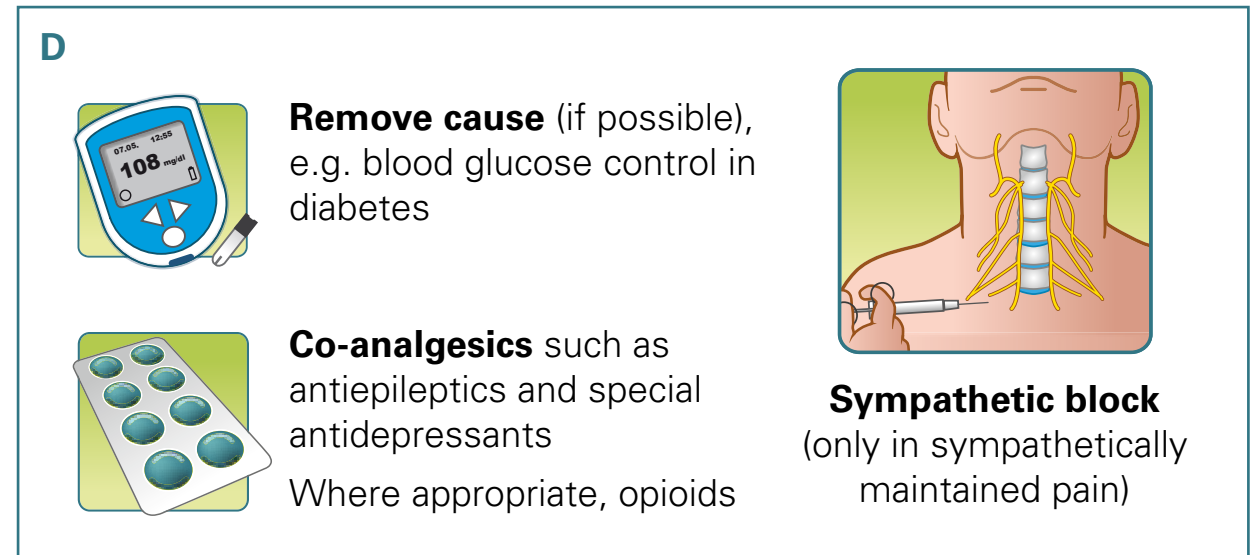 D
07.05. 12:55
108 mg/dl
Remove cause (if possible),
e.g. blood glucose control in
diabetes
Co-analgesics such as
antiepileptics and special
antidepressants
Where appropriate, opioids
Sympathetic block
(only in sympathetically
maintained pain)